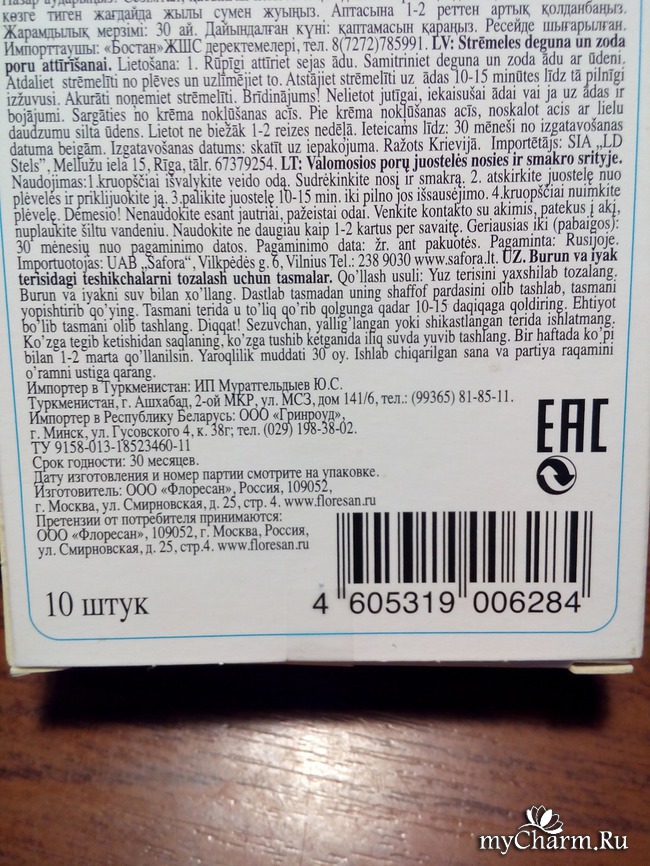 көзге тиген жағдайда жылы сумен жуыңыз. Аптасына 1-2 реттен артық қолданбаңыз.
Жарамдылық мерзімі: 30 ай. Дайындалған күні: қаптамасын қараңыз. Ресейде шығарылған.
Импорттаушы: «Бостан»ЖШС деректемелері, тел. 8(7272)785991. LV: Strēmeles deguna un zoda
poru attīrīšanai. Lietošana: 1. Rūpīgi attīriet sejas ādu. Samitriniet deguna un zoda ādu ar ūdeni.
Atdaliet strēmelīti no plēves un uzlīmējiet to. Atstājiet strēmelīti uz ādas 10-15 minūtes līdz tā pilnīgi
izžuvusi. Akurāti noņemiet strēmelīti. Brīdinājums! Nelietot jutīgai, iekaisušai ādai vai ja uz ādas ir
bojājumi. Sargāties no krēma nokļūšanas acīs. Pie krēma nokļūšanas acīs, noskalot acis ar lielu
daudzumu siltā ūdens. Lietot ne biežāk 1-2 reizes nedēļā. Ieteicams līdz: 30 mēneši no izgatavošanas
datuma beigām. Izgatavošanas datums: skatīt uz iepakojuma. Ražots Krievijā. Importētājs: SIA „LD
Stels", Mellužu ielā 15, Rīga, tālr. 67379254. LT: Valomosios porų juostelės nosies ir smakro srityje.
Naudojimas:1.kruopščiai išvalykite veido odą. Sudrėkinkite nosį ir smakrą. 2. atskirkite juostelę nuo
plėvelės ir priklijuokite ją. 3.palikite juostelę 10-15 min. iki pilno jos išsausėjimo. 4.kruopščiai nuimkite
plėvelę. Dėmesio! Nenaudokite esant jautriai, pažeistai odai. Venkite kontakto su akimis, patekus į akį,
nuplaukite šiltu vandeniu. Naudokite ne daugiau kaip 1-2 kartus per savaitę. Geriausias iki (pabaigos):
30 mėnesių nuo pagaminimo datos. Pagaminimo data: žr. ant pakuotės. Pagaminta: Rusijoje.
Importuotojas: UAB „Safora", Vilkpėdės g. 6, Vilnius Tel.: 238 9030 www.safora.lt. UZ. Burun va iyak
terisidagi teshikchalarni tozalash uchun tasmalar. Qo'llash usuli: Yuz terisini yaxshilab tozalang.
Burun va iyakni suv bilan xo'llang. Dastlab tasmadan uning shaffof pardasini olib tashlab, tasmani
yopishtirib qo'ying. Tasmani terida u to'liq qo'rib qolgunga qadar 10-15 daqiqaga qoldiring. Ehtiyot
bo'lib tasmani olib tashlang. Diqqat! Sezuvchan, yallig'langan yoki shikastlangan terida ishlatmang.
Ko'zga tegib ketishidan saqlaning, ko'zga tushib ketganida iliq suvda yuvib tashlang. Bir haftada ko'pi
bilan 1-2 marta qo'llanilsin. Yaroqlilik muddati 30 oy. Ishlab chiqarilgan sana va partiya raqamini
o'ramni ustiga qarang.
Импортер в Туркменистан: ИП Муратгельдыев Ю.С.
Туркменистан, г. Ашхабад, 2-ой МКР, ул. МСЗ, дом 141/6, тел.: (99365) 81-85-11.
Импортер в Республику Беларусь: ООО «Гринроуд»,
г. Минск, ул. Гусовского 4, к. 38г; тел. (029) 198-38-02.
ТУ 9158-013-18523460-11
Срок годности: 30 месяцев.
Дату изготовления и номер партии смотрите на упаковке.
Изготовитель: ООО «Флоресан», Россия, 109052,
г. Москва, ул. Смирновская, д. 25, стр. 4. www.floresan.ru
Претензии от потребителя принимаются:
ООО «Флоресан», 109052, г. Москва, Россия,
ул. Смирновская, д. 25, стр.4. www.floresan.ru
EAC
10 штук
4 605319 006284
myCharm.Ru